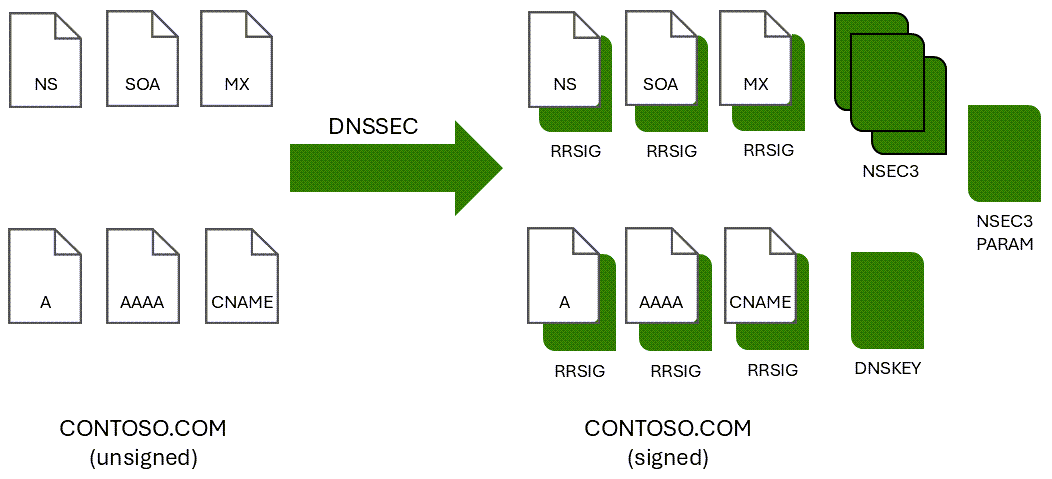 NS
SOA
MX
DNSSEC
NS
SOA
MX
RRSIG
RRSIG
RRSIG
NSEC3
NSEC3
PARAM
A
AAAA
CNAME
A
AAAA
CNAME
RRSIG
RRSIG
RRSIG
DNSKEY
CONTOSO.COM
(unsigned)
CONTOSO.COM
(signed)